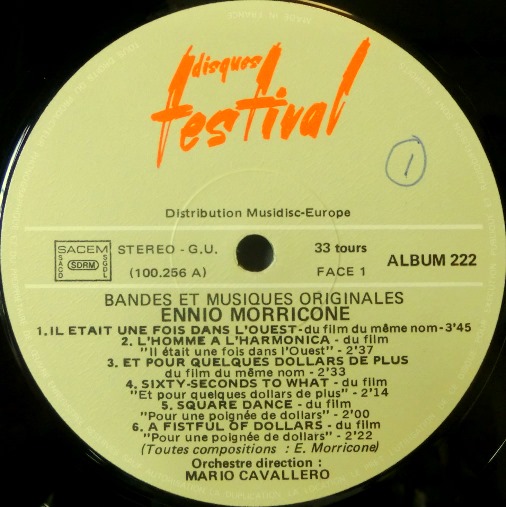 disques
festival
1
Distribution Musidisc-Europe
SACEM
SACD
SDRM
SGDL
STEREO - G.U.
33 tours
(100.256 A)
FACE 1
ALBUM 222
BANDES ET MUSIQUES ORIGINALES
ENNIO MORRICONE
1. IL ETAIT UNE FOIS DANS L'OUEST - du film du même nom - 3'45
2. L'HOMME A L'HARMONICA - du film
"Il était une fois dans l'Ouest" - 2'37
3. ET POUR QUELQUES DOLLARS DE PLUS
du film du même nom - 2'33
4. SIXTY-SECONDS TO WHAT - du film
"Et pour quelques dollars de plus" - 2'14
5. SQUARE DANCE - du film
"Pour une poignée de dollars" - 2'00
6. A FISTFUL OF DOLLARS - du film
"Pour une poignée de dollars" - 2'22
(Toutes compositions : E. Morricone)
Orchestre direction :
MARIO CAVALLERO